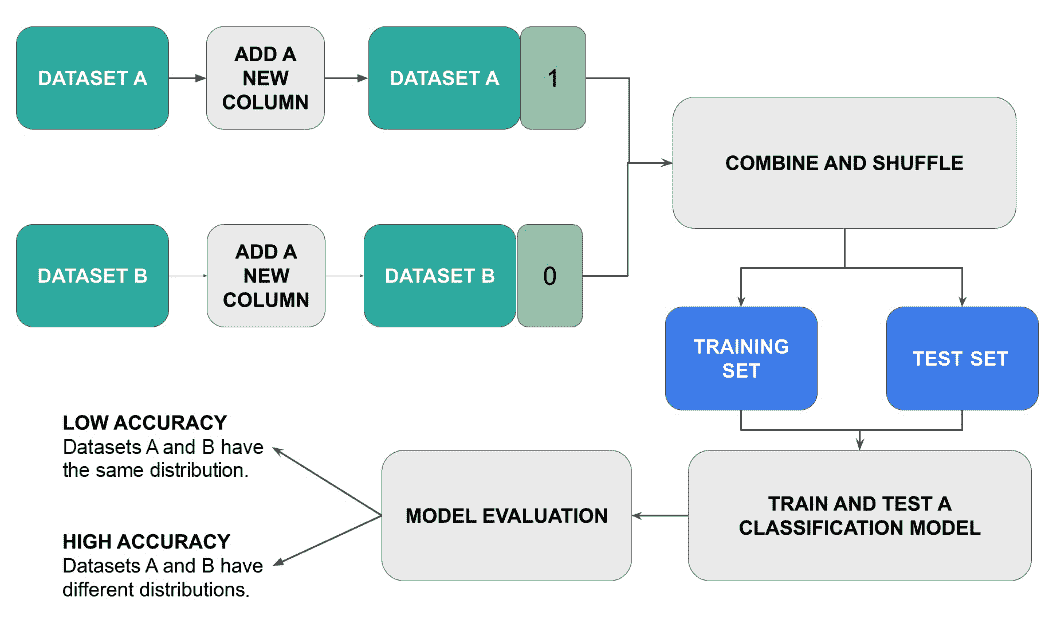 DATASET A
ADD A
NEW
COLUMN
DATASET A
1
COMBINE AND SHUFFLE
DATASET B
ADD A
NEW
COLUMN
DATASET B
0
TRAINING
SET
TEST SET
LOW ACCURACY
Datasets A and B have
the same distribution.
HIGH ACCURACY
Datasets A and B have
different distributions.
MODEL EVALUATION
TRAIN AND TEST A
CLASSIFICATION MODEL